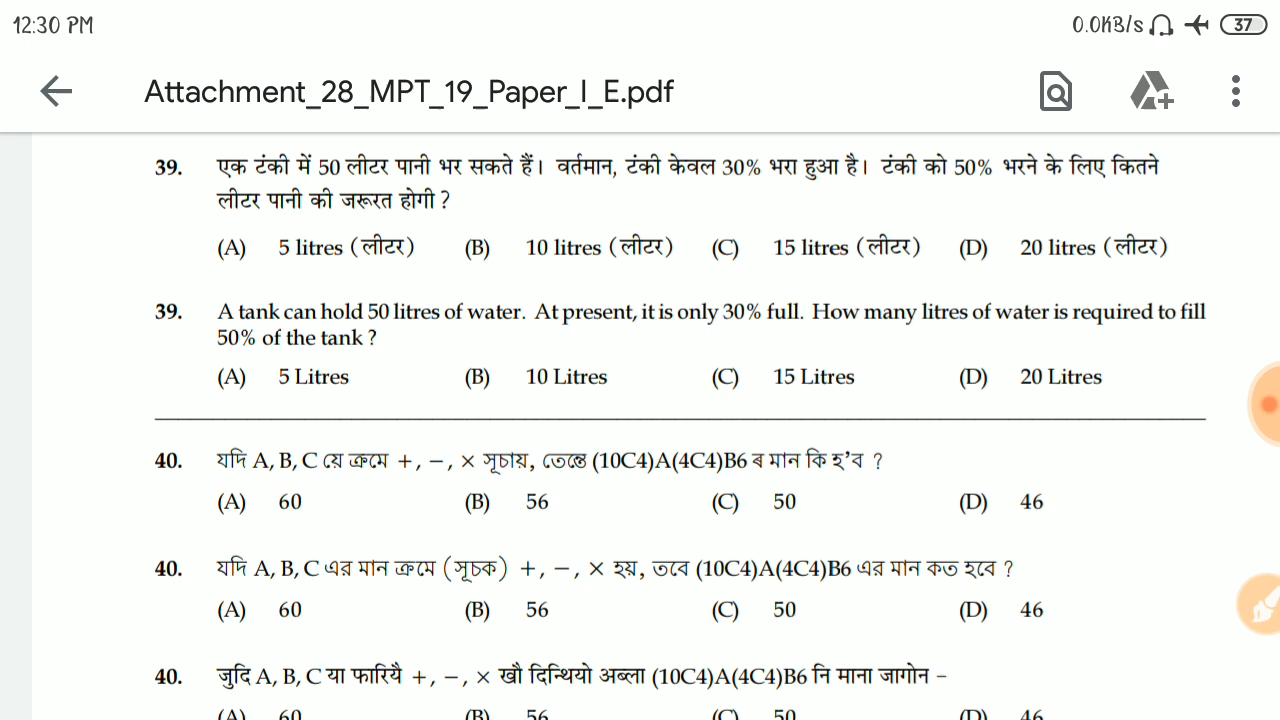 12:30 PM
0.0KB/s
37
Attachment_28_MPT_19_Paper_I_E.pdf
39. एक टंकी में 50 लीटर पानी भर सकते हैं। वर्तमान, टंकी केवल 30% भरा हुआ है। टंकी को 50% भरने के लिए कितने
लीटर पानी की जरूरत होगी ?
(A) 5 litres (लीटर) (B) 10 litres (लीटर) (C) 15 litres (लीटर) (D) 20 litres (लीटर)
39. A tank can hold 50 litres of water. At present, it is only 30% full. How many litres of water is required to fill
50% of the tank ?
(A) 5 Litres (B) 10 Litres (C) 15 Litres (D) 20 Litres
40. যদি A, B, C য়ে ক্রমে +, −, × সূচায়, তেন্তে (10C4)A(4C4)B6 ৰ মান কি হ’ব ?
(A) 60 (B) 56 (C) 50 (D) 46
40. যদি A, B, C এর মান ক্রমে (সূচক) +, −, × হয়, তবে (10C4)A(4C4)B6 এর মান কত হবে ?
(A) 60 (B) 56 (C) 50 (D) 46
40. जुदि A, B, C या फारियै +, −, × खौ दिन्थियो अब्ला (10C4)A(4C4)B6 नि माना जागोन −
(A) 60 (B) 56 (C) 50 (D) 46